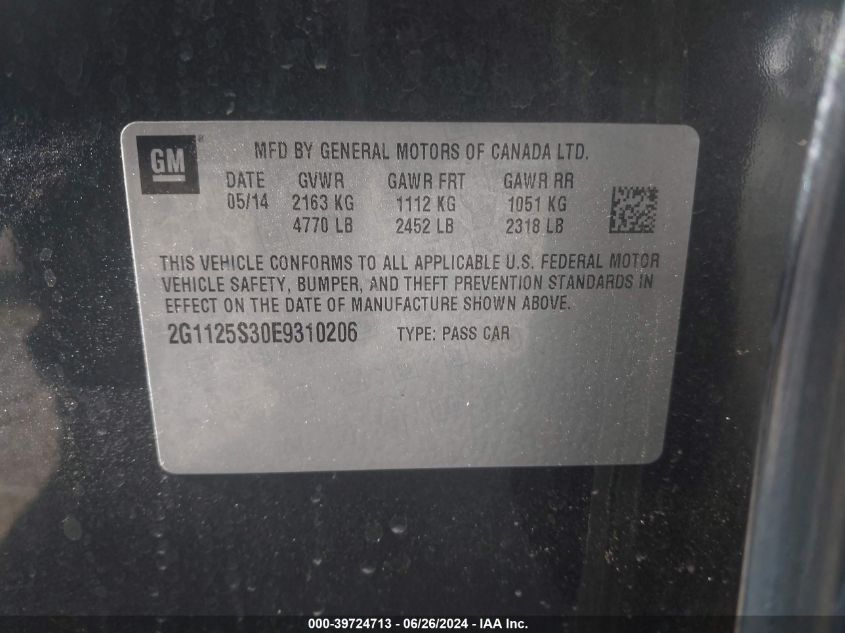 GM ® MFD BY GENERAL MOTORS OF CANADA LTD.
DATE GVWR GAWR FRT GAWR RR
05/14 2163 KG 1112 KG 1051 KG
4770 LB 2452 LB 2318 LB
THIS VEHICLE CONFORMS TO ALL APPLICABLE U.S. FEDERAL MOTOR
VEHICLE SAFETY, BUMPER, AND THEFT PREVENTION STANDARDS IN
EFFECT ON THE DATE OF MANUFACTURE SHOWN ABOVE.
2G1125S30E9310206 TYPE: PASS CAR
000-39724713 - 06/26/2024 - IAA Inc.